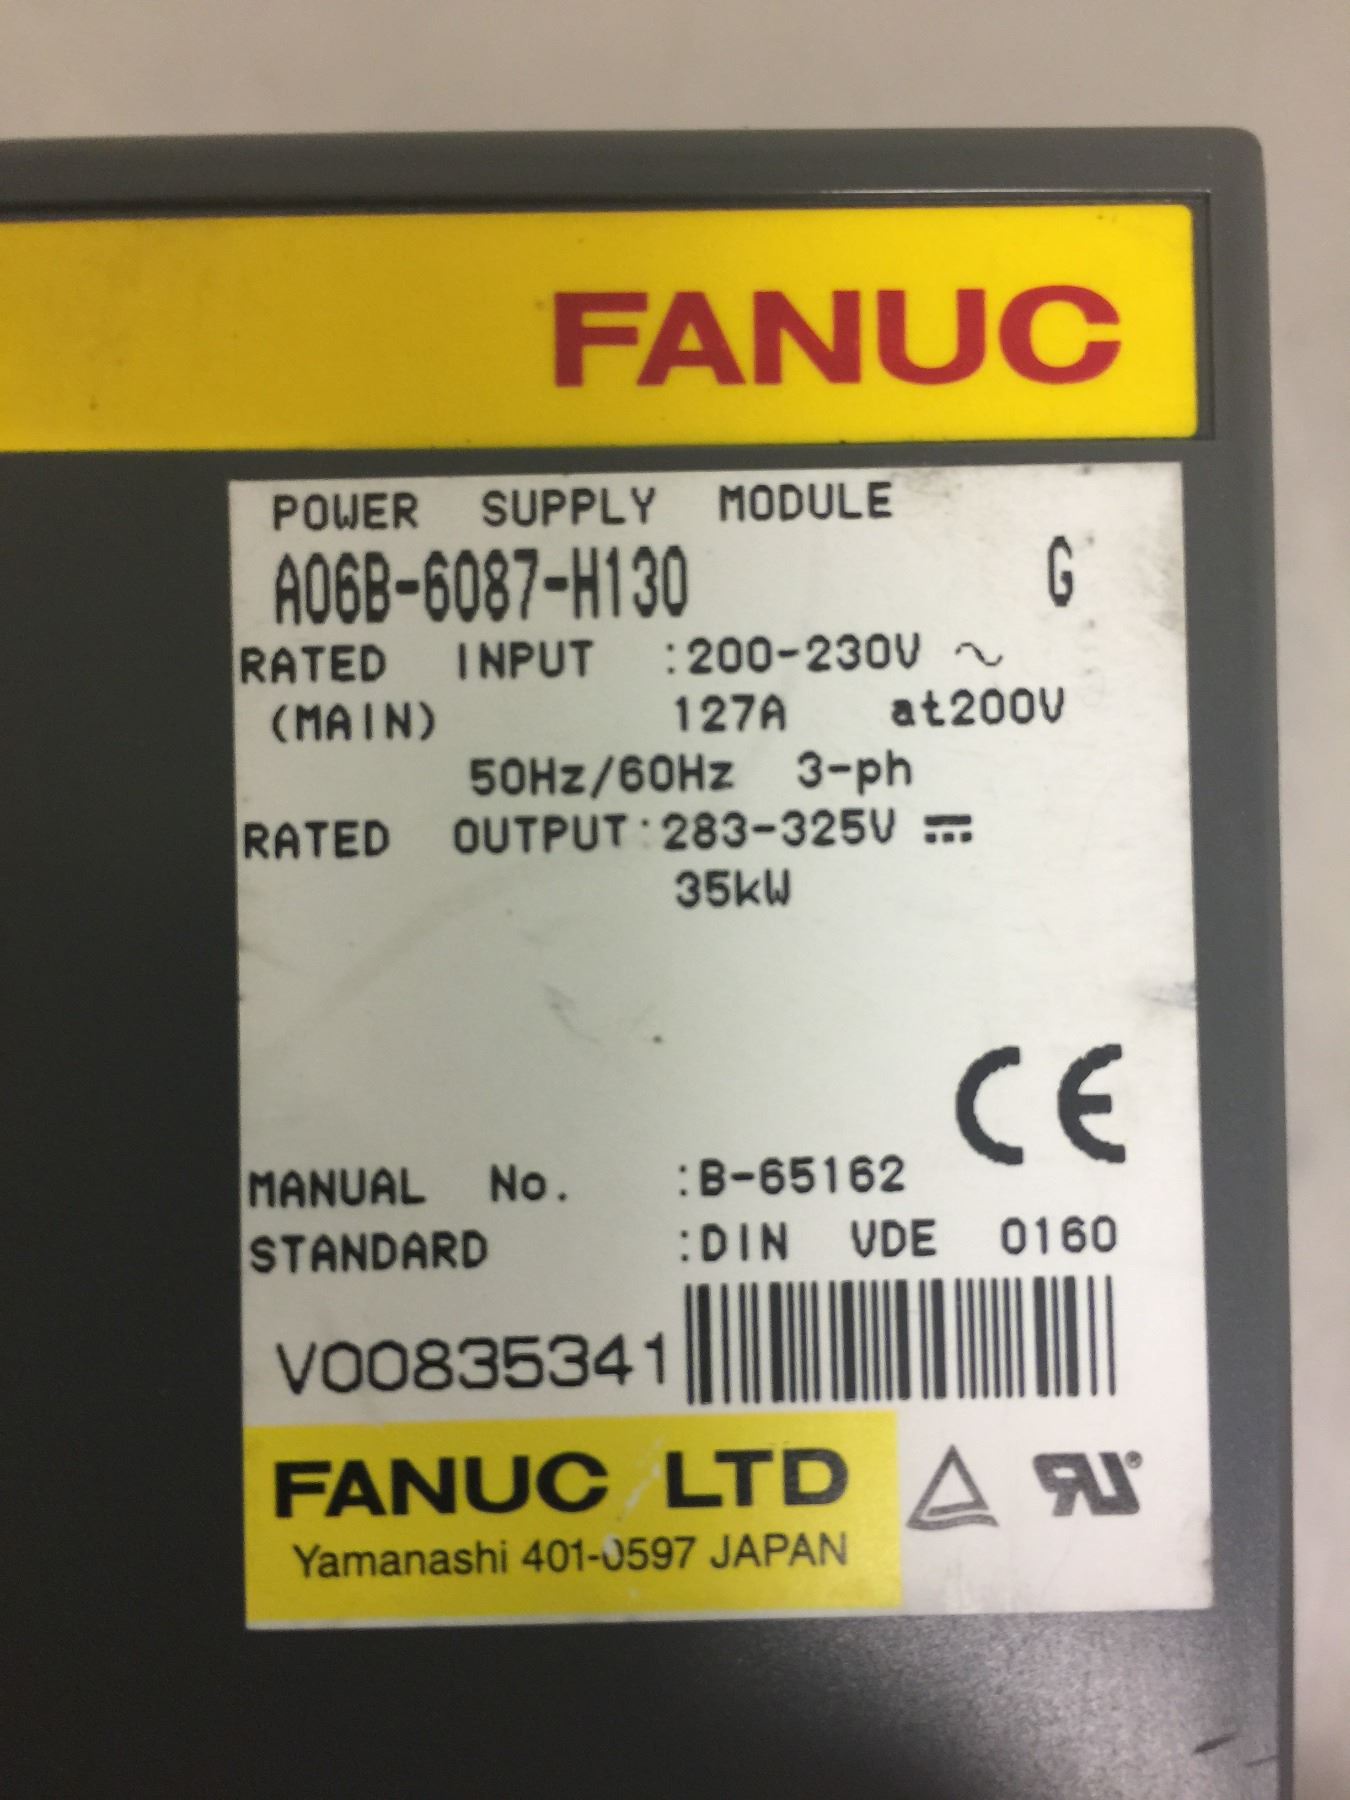 FANUC
POWER SUPPLY MODULE
A06B-6087-H130 G
RATED INPUT :200-230V ~
(MAIN) 127A at200V
50Hz/60Hz 3-ph
RATED OUTPUT:283-325V ⎓
35kW
CE
MANUAL No. :B-65162
STANDARD :DIN VDE 0160
V00835341
FANUC LTD
Yamanashi 401-0597 JAPAN
RU®